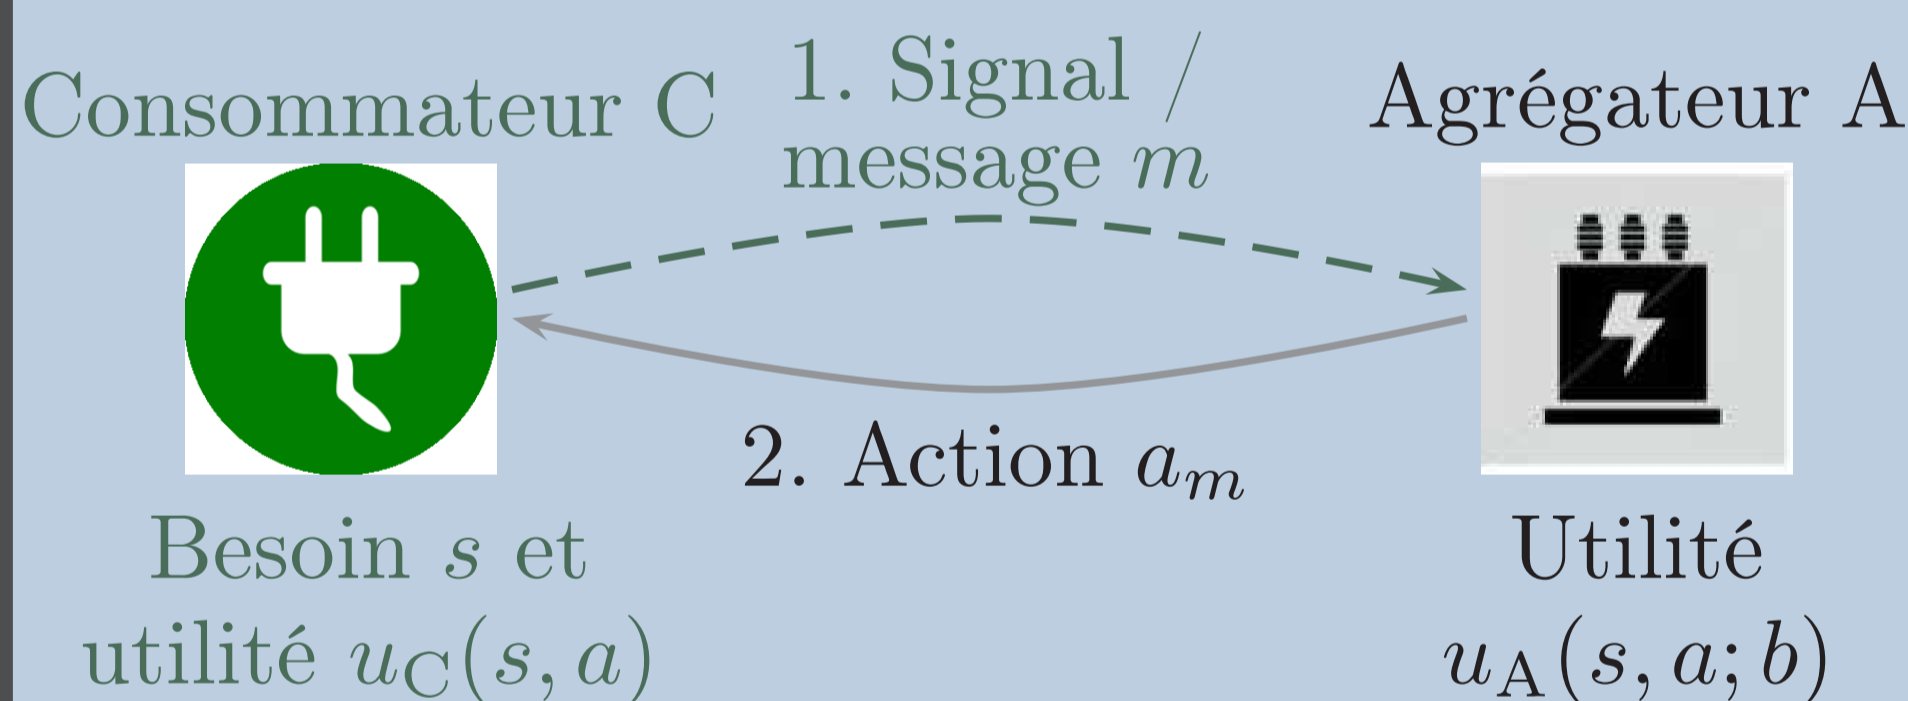 Consommateur C
1. Signal /
message m
Agrégateur A
2. Action a_m
Besoin s et
utilité u_C(s, a)
Utilité
u_A(s, a; b)